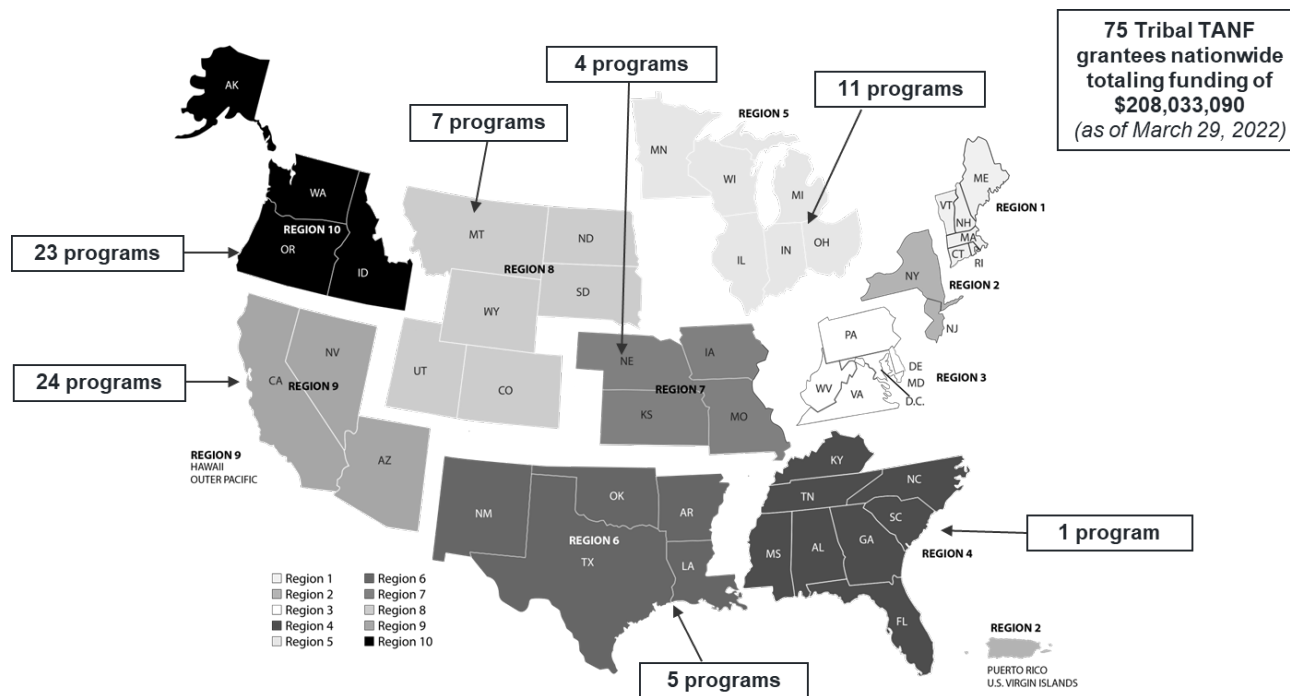 75 Tribal TANF
grantees nationwide
totaling funding of
$208,033,090
(as of March 29, 2022)
4 programs
11 programs
7 programs
23 programs
24 programs
1 program
5 programs
AK
WA
REGION 10
OR
ID
MT
ND
REGION 8
SD
WY
UT
CO
REGION 5
MN
WI
MI
IL
IN
OH
ME
VT
NH
REGION 1
MA
CT
RI
NY
REGION 2
NJ
PA
WV
VA
DE
MD
D.C.
REGION 3
NV
CA
REGION 9
AZ
REGION 9
HAWAII
OUTER PACIFIC
NE
IA
REGION 7
KS
MO
NM
OK
AR
REGION 6
TX
LA
KY
TN
NC
SC
MS
AL
GA
REGION 4
FL
Region 1
Region 2
Region 3
Region 4
Region 5
Region 6
Region 7
Region 8
Region 9
Region 10
REGION 2
PUERTO RICO
U.S. VIRGIN ISLANDS